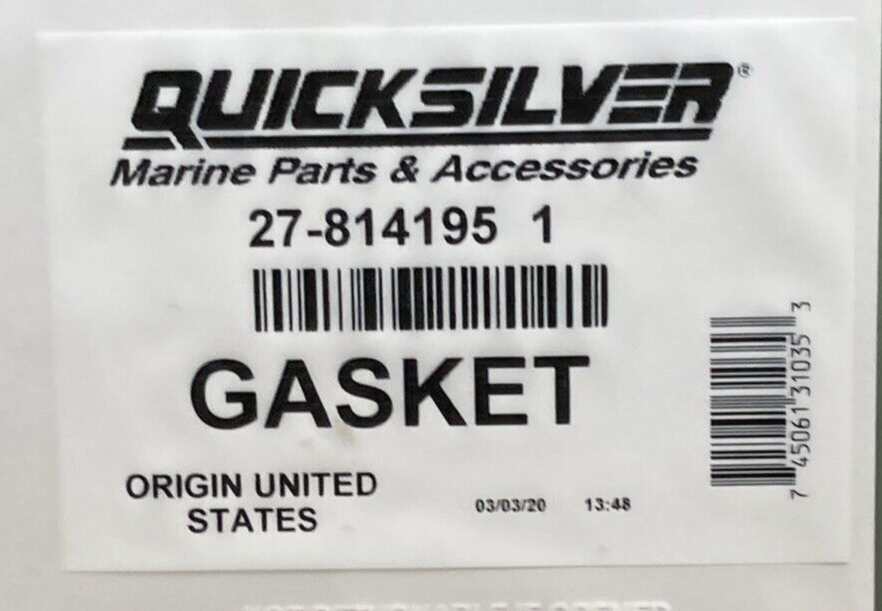 QUICKSILVER®
Marine Parts & Accessories
27-814195 1
GASKET
7 45061 31035 3
ORIGIN UNITED
STATES
03/03/20 13:48